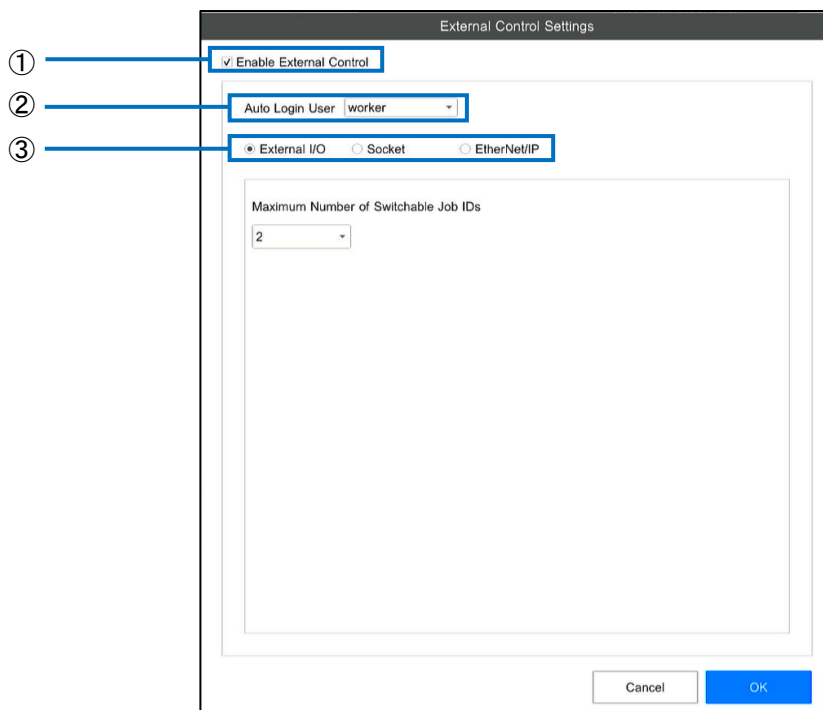 External Control Settings
① Enable External Control
② Auto Login User worker
③ External I/O Socket EtherNet/IP
Maximum Number of Switchable Job IDs
2
Cancel OK